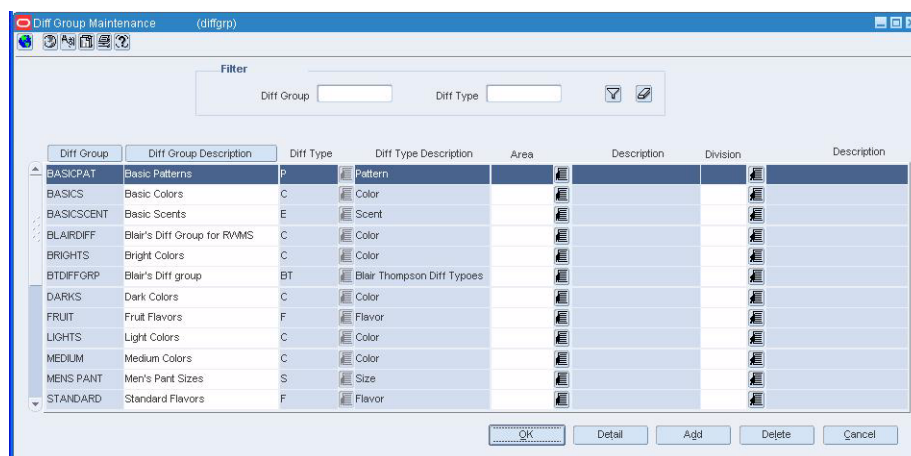 Diff Group Maintenance (diffgrp)
Filter
Diff Group Diff Type
Diff Group Diff Group Description Diff Type Diff Type Description Area Description Division Description
BASICPAT Basic Patterns P Pattern
BASICS Basic Colors C Color
BASICSCENT Basic Scents E Scent
BLAIRDIFF Blair's Diff Group for RWMS C Color
BRIGHTS Bright Colors C Color
BTDIFFGRP Blair's Diff group BT Blair Thompson Diff Typoes
DARKS Dark Colors C Color
FRUIT Fruit Flavors F Flavor
LIGHTS Light Colors C Color
MEDIUM Medium Colors C Color
MENS PANT Men's Pant Sizes S Size
STANDARD Standard Flavors F Flavor
OK Detail Add Delete Cancel